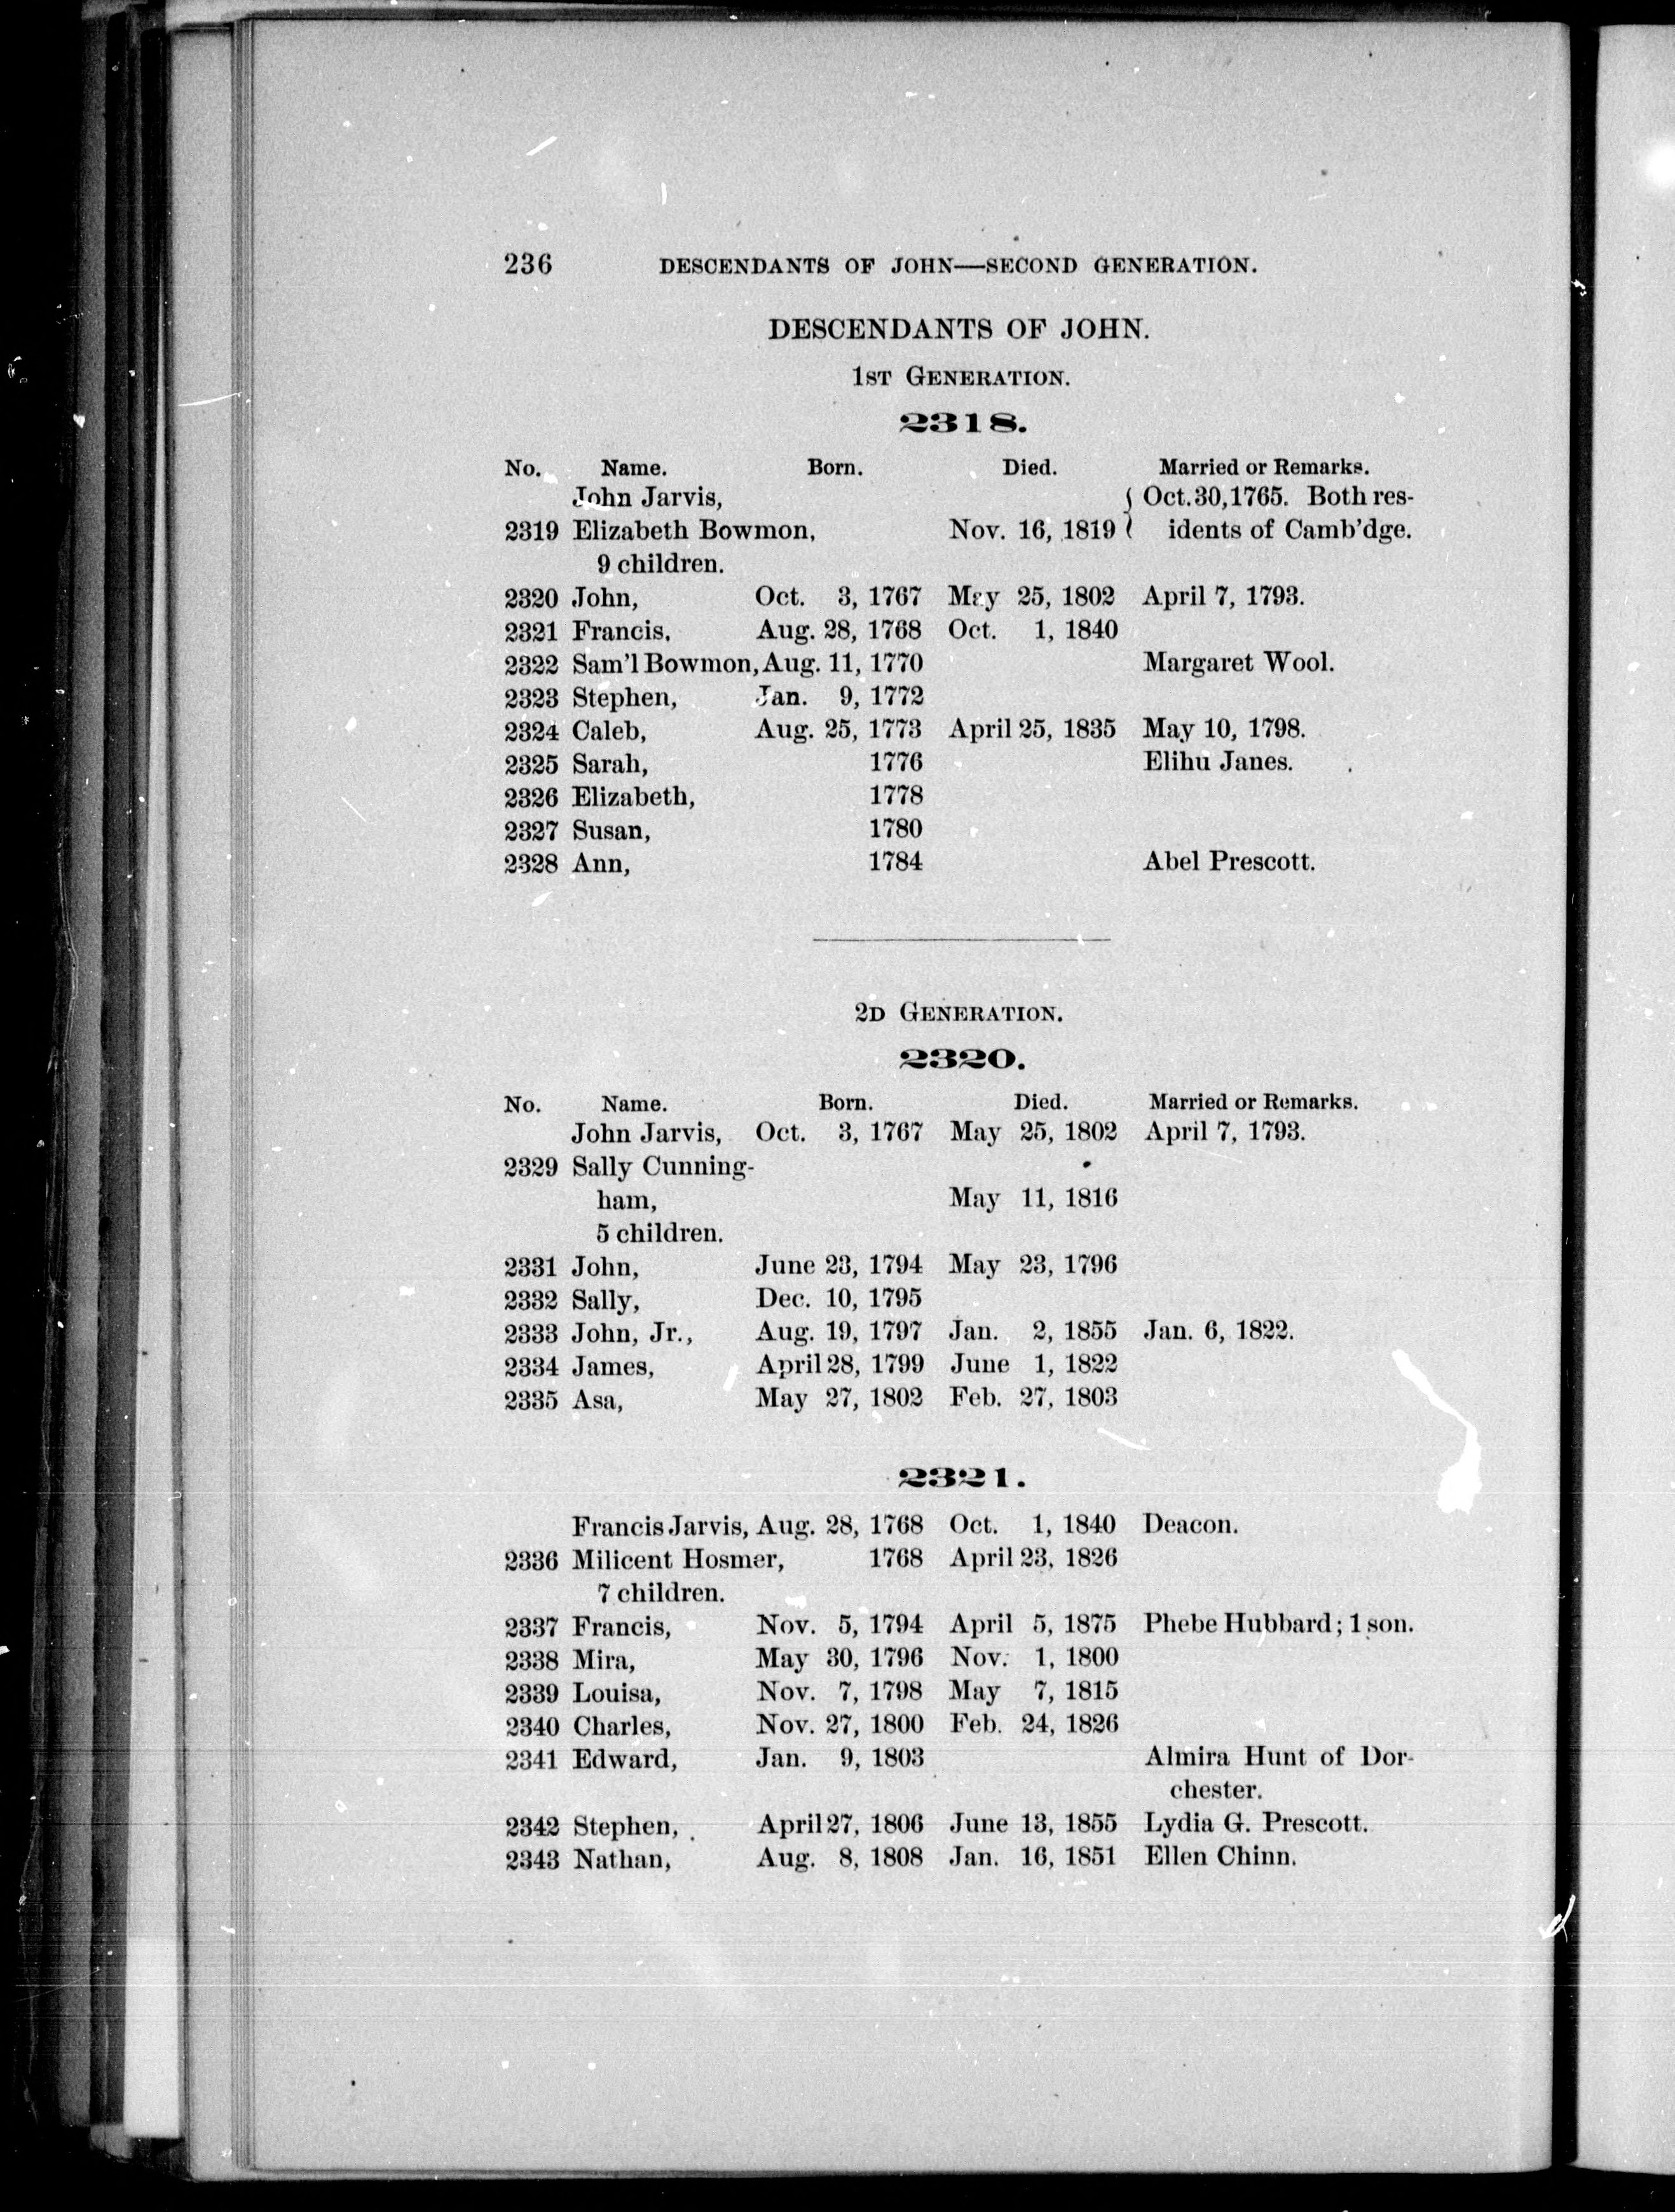 236 DESCENDANTS OF JOHN—SECOND GENERATION.
DESCENDANTS OF JOHN.
1ST GENERATION.
2318.
No. Name. Born. Died. Married or Remarks.
John Jarvis, { Oct. 30, 1765. Both res-
2319 Elizabeth Bowmon, Nov. 16, 1819 { idents of Camb'dge.
9 children.
2320 John, Oct. 3, 1767 May 25, 1802 April 7, 1793.
2321 Francis, Aug. 28, 1768 Oct. 1, 1840
2322 Sam'l Bowmon, Aug. 11, 1770 Margaret Wool.
2323 Stephen, Jan. 9, 1772
2324 Caleb, Aug. 25, 1773 April 25, 1835 May 10, 1798.
2325 Sarah, 1776 Elihu Janes.
2326 Elizabeth, 1778
2327 Susan, 1780
2328 Ann, 1784 Abel Prescott.
2D GENERATION.
2320.
No. Name. Born. Died. Married or Remarks.
John Jarvis, Oct. 3, 1767 May 25, 1802 April 7, 1793.
2329 Sally Cunning-
ham, May 11, 1816
5 children.
2331 John, June 23, 1794 May 23, 1796
2332 Sally, Dec. 10, 1795
2333 John, Jr., Aug. 19, 1797 Jan. 2, 1855 Jan. 6, 1822.
2334 James, April 28, 1799 June 1, 1822
2335 Asa, May 27, 1802 Feb. 27, 1803
2321.
Francis Jarvis, Aug. 28, 1768 Oct. 1, 1840 Deacon.
2336 Milicent Hosmer, 1768 April 23, 1826
7 children.
2337 Francis, Nov. 5, 1794 April 5, 1875 Phebe Hubbard; 1 son.
2338 Mira, May 30, 1796 Nov. 1, 1800
2339 Louisa, Nov. 7, 1798 May 7, 1815
2340 Charles, Nov. 27, 1800 Feb. 24, 1826
2341 Edward, Jan. 9, 1803 Almira Hunt of Dor-
chester.
2342 Stephen, April 27, 1806 June 13, 1855 Lydia G. Prescott.
2343 Nathan, Aug. 8, 1808 Jan. 16, 1851 Ellen Chinn.